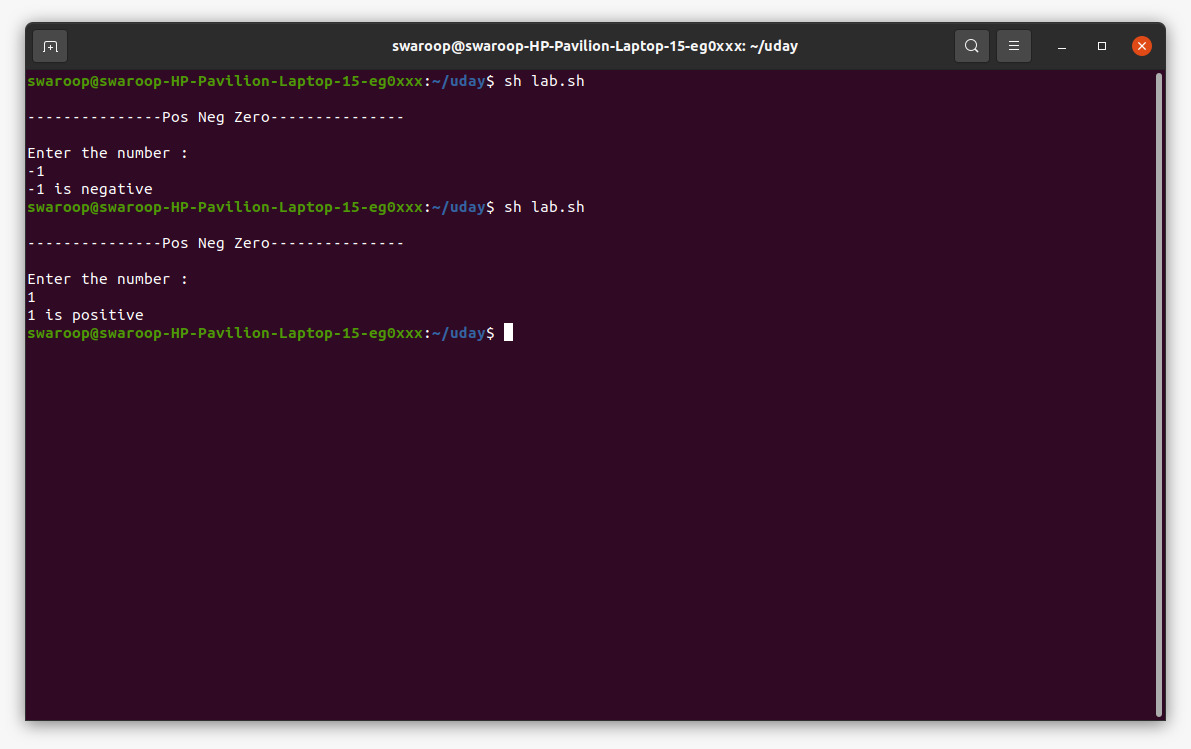 swaroop@swaroop-HP-Pavilion-Laptop-15-eg0xxx: ~/uday
swaroop@swaroop-HP-Pavilion-Laptop-15-eg0xxx:~/uday$ sh lab.sh
---------------Pos Neg Zero---------------
Enter the number :
-1
-1 is negative
swaroop@swaroop-HP-Pavilion-Laptop-15-eg0xxx:~/uday$ sh lab.sh
---------------Pos Neg Zero---------------
Enter the number :
1
1 is positive
swaroop@swaroop-HP-Pavilion-Laptop-15-eg0xxx:~/uday$